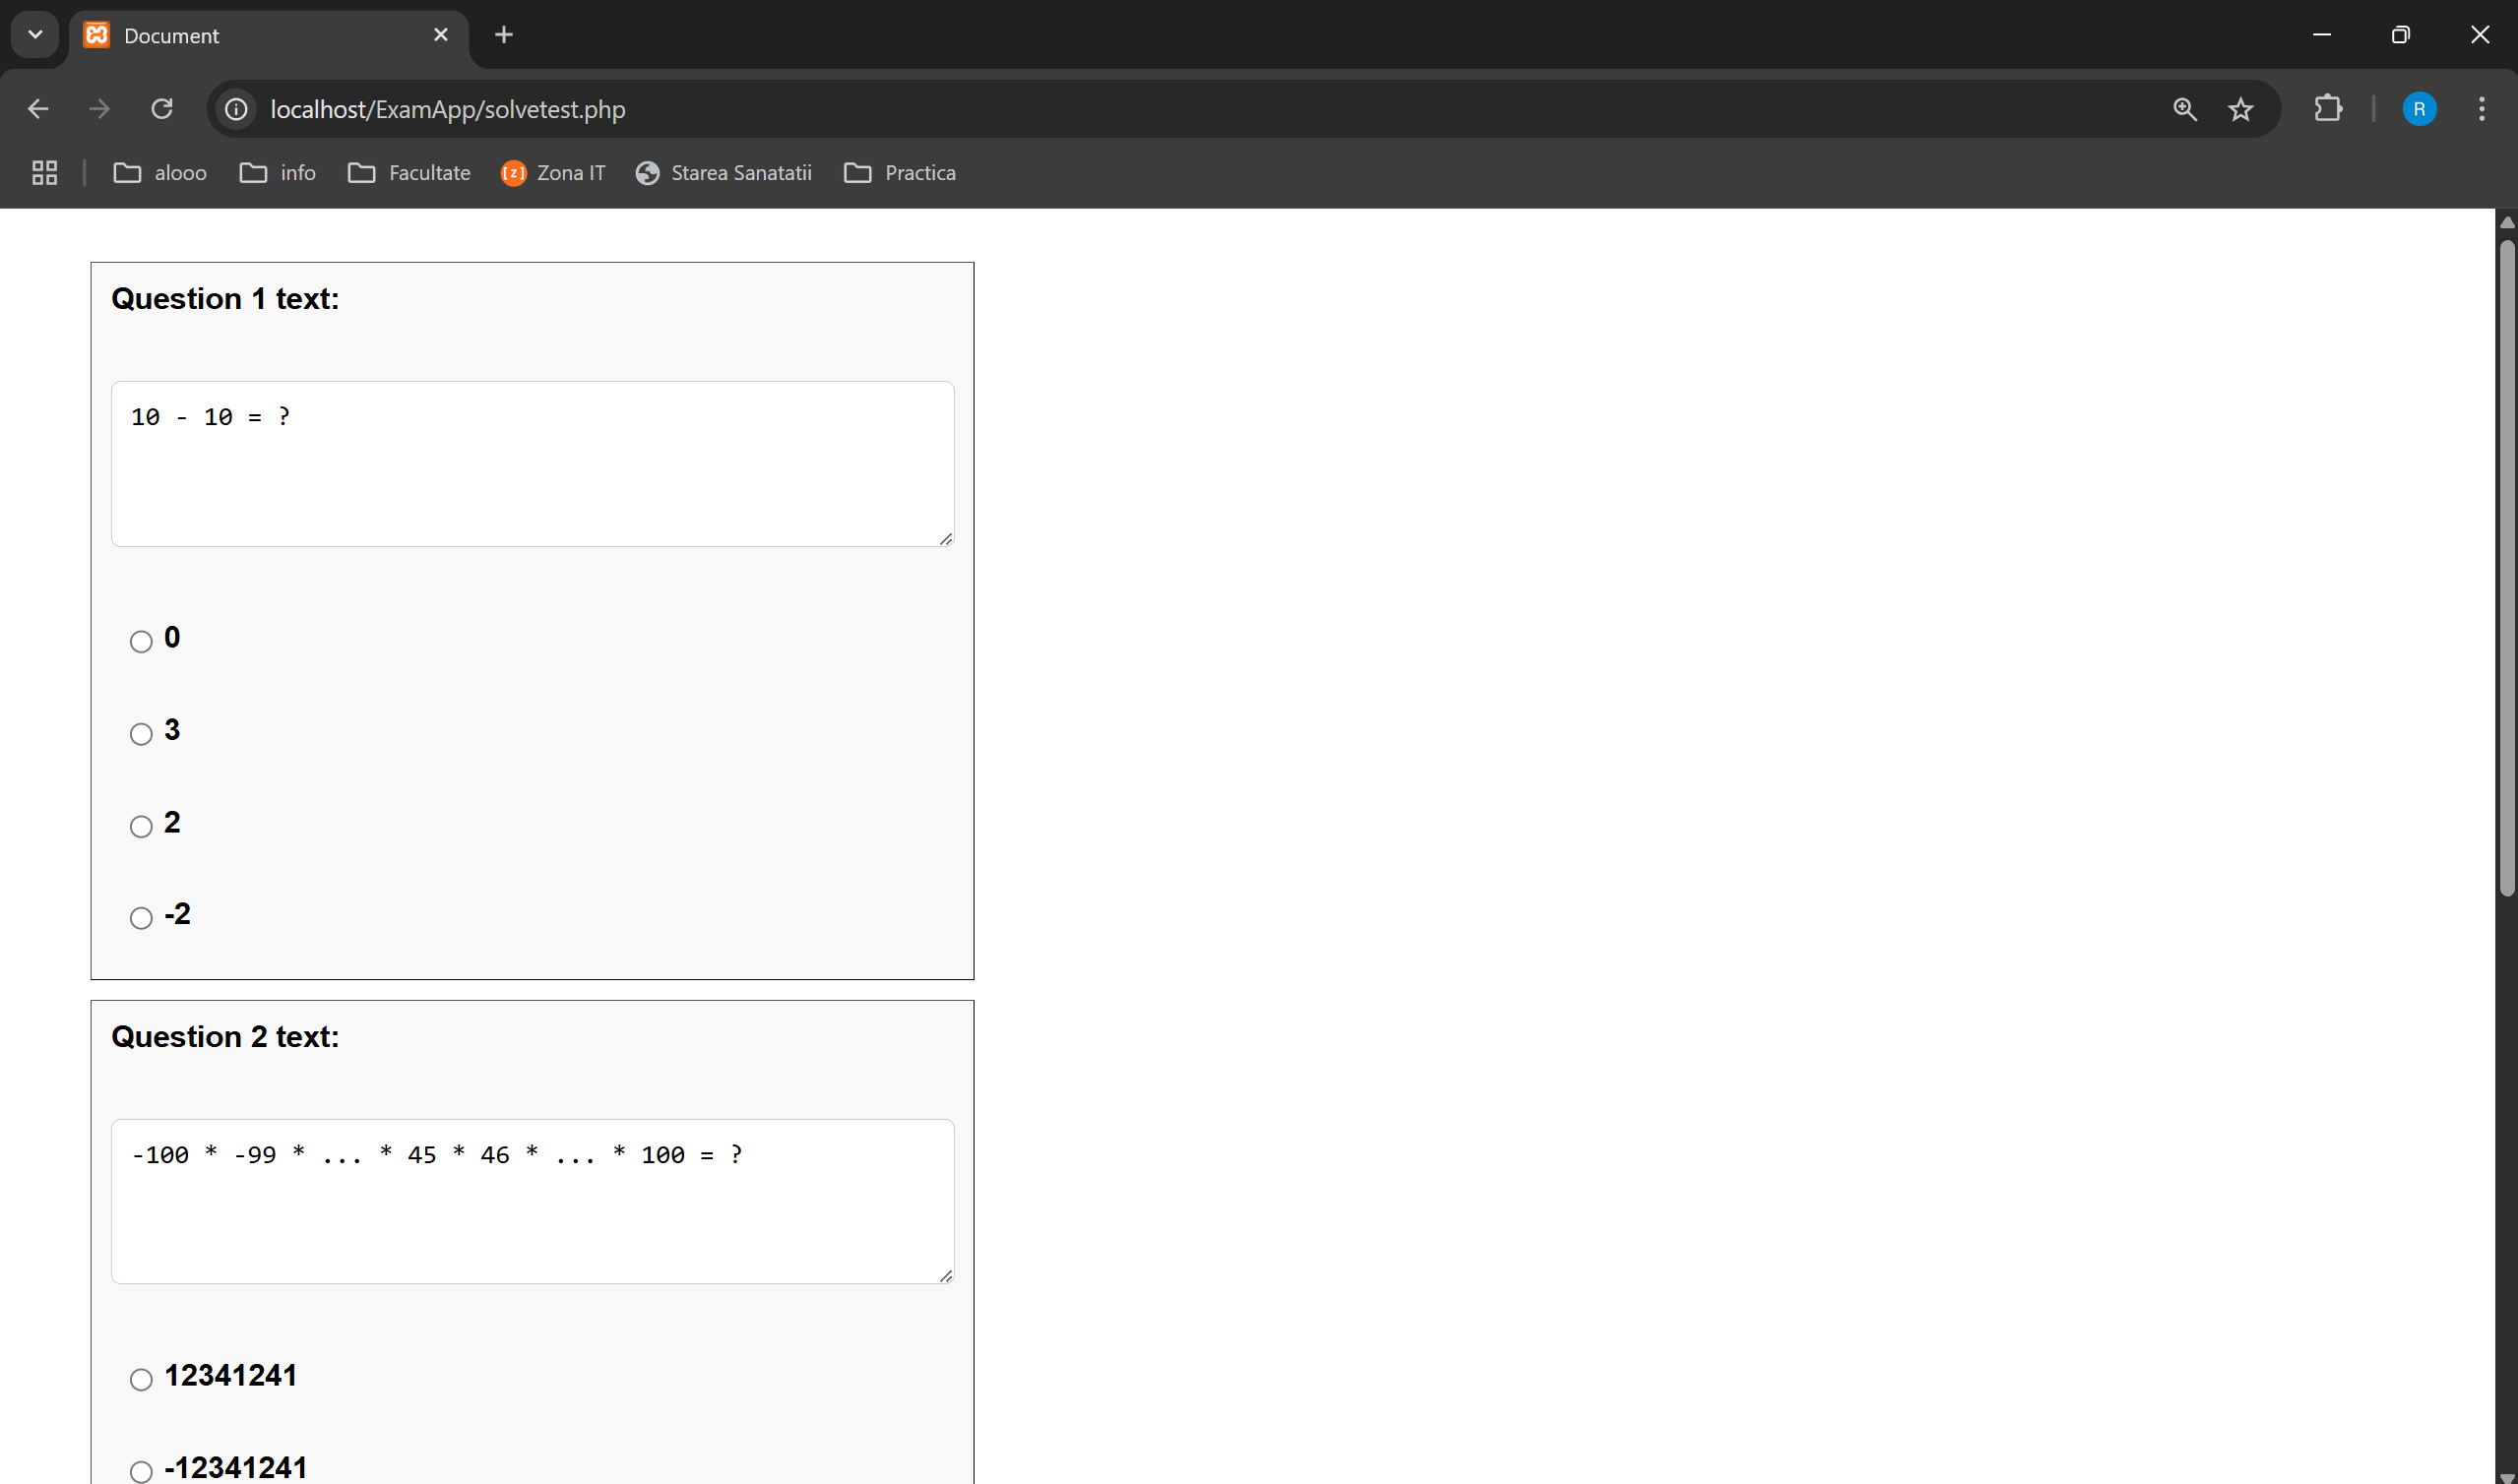 Document
localhost/ExamApp/solvetest.php
R
alooo
info
Facultate
[z] Zona IT
Starea Sanatatii
Practica
Question 1 text:
10 - 10 = ?
0
3
2
-2
Question 2 text:
-100 * -99 * ... * 45 * 46 * ... * 100 = ?
12341241
-12341241